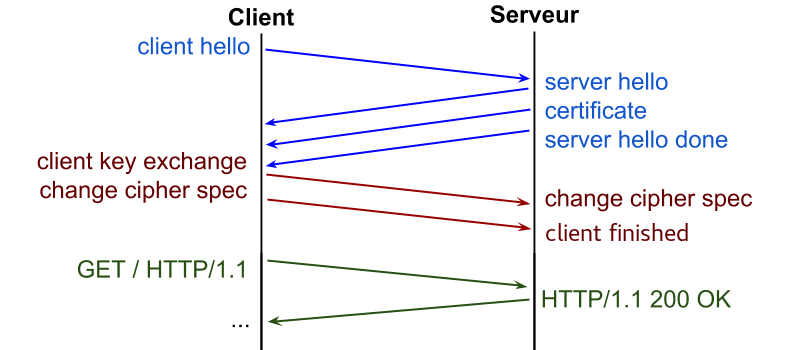 Client
Serveur
client hello
server hello
certificate
server hello done
client key exchange
change cipher spec
change cipher spec
client finished
GET / HTTP/1.1
HTTP/1.1 200 OK
...